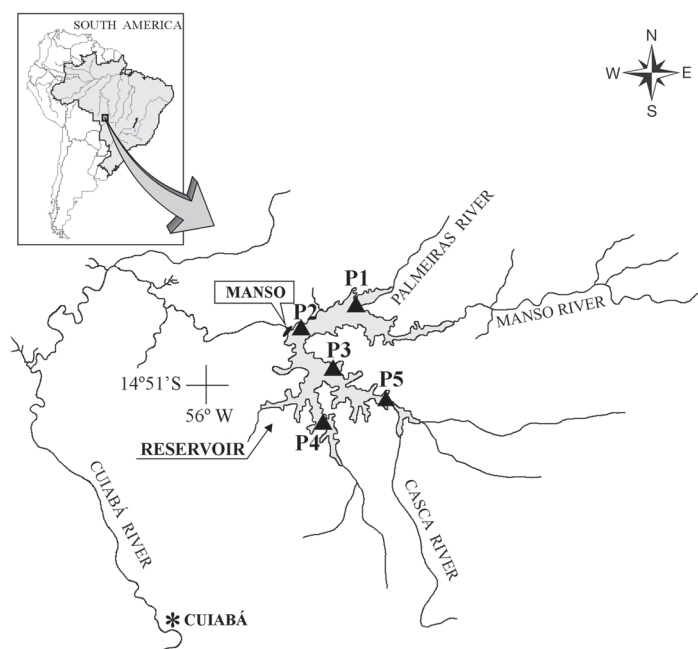 SOUTH AMERICA
N
W E
S
PALMEIRAS RIVER
P1
MANSO
P2
MANSO RIVER
P3
14º51'S
56º W
P5
RESERVOIR
P4
CUIABÁ RIVER
CASCA RIVER
* CUIABÁ